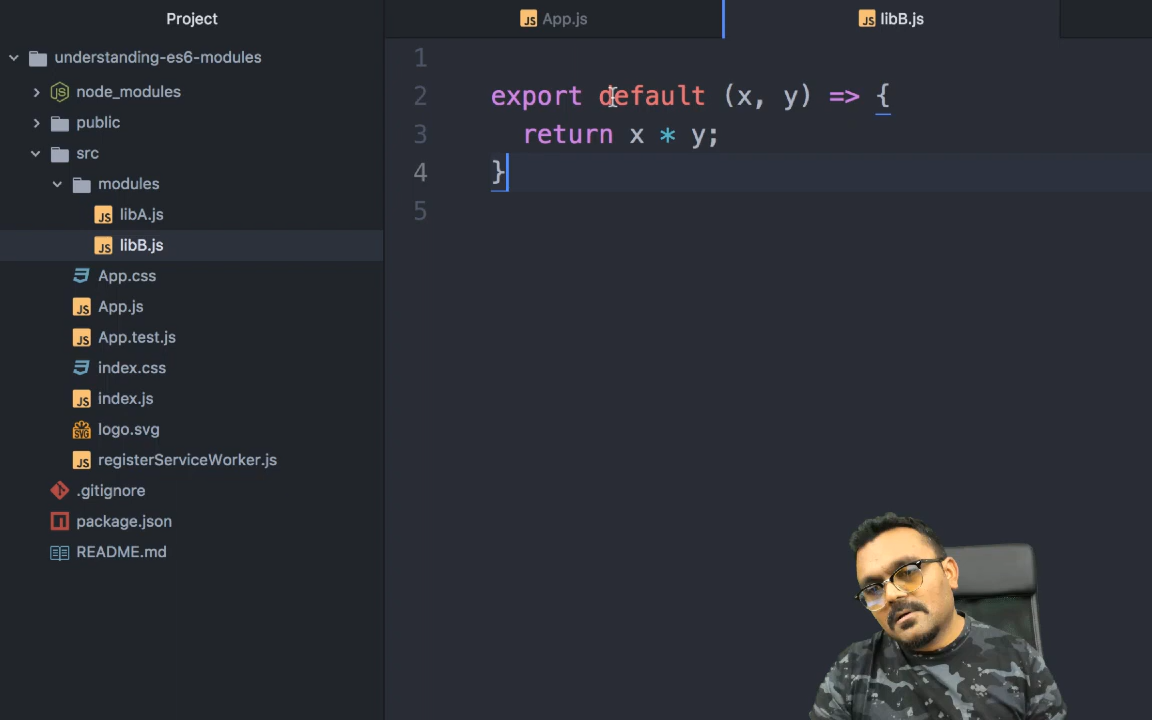 Project
App.js
libB.js
understanding-es6-modules
node_modules
public
src
modules
libA.js
libB.js
App.css
App.js
App.test.js
index.css
index.js
logo.svg
registerServiceWorker.js
.gitignore
package.json
README.md
1
2 export default (x, y) => {
3 return x * y;
4 }
5